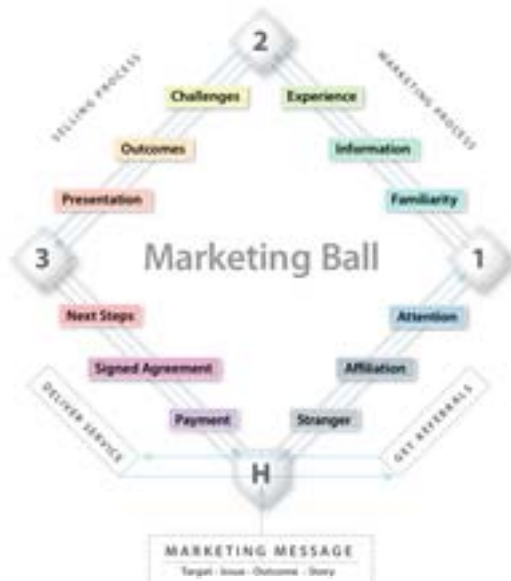 2
SELLING PROCESS
MARKETING PROCESS
Challenges
Experience
Outcomes
Information
Presentation
Familiarity
3
Marketing Ball
1
Next Steps
Attention
Signed Agreement
Affiliation
Payment
Stranger
DELIVER SERVICE
GET REFERRALS
H
MARKETING MESSAGE
Target - Issue - Outcome - Story